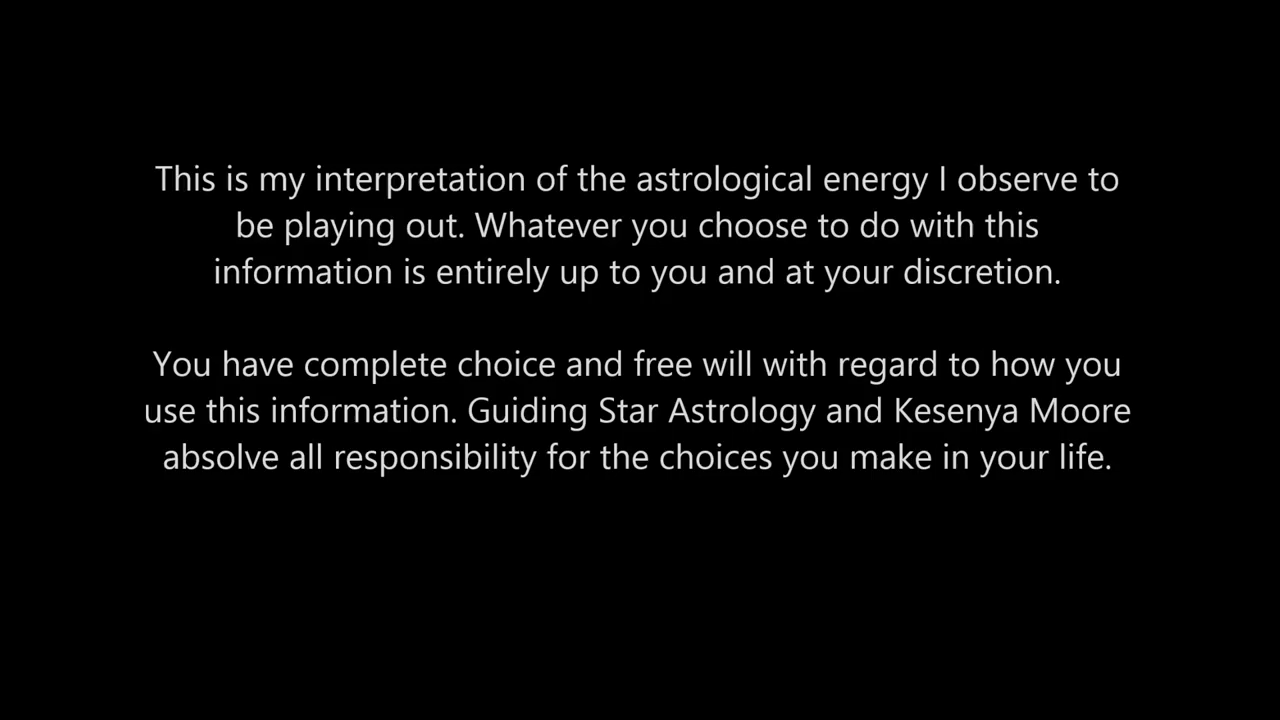 This is my interpretation of the astrological energy I observe to
be playing out. Whatever you choose to do with this
information is entirely up to you and at your discretion.
You have complete choice and free will with regard to how you
use this information. Guiding Star Astrology and Kesenya Moore
absolve all responsibility for the choices you make in your life.